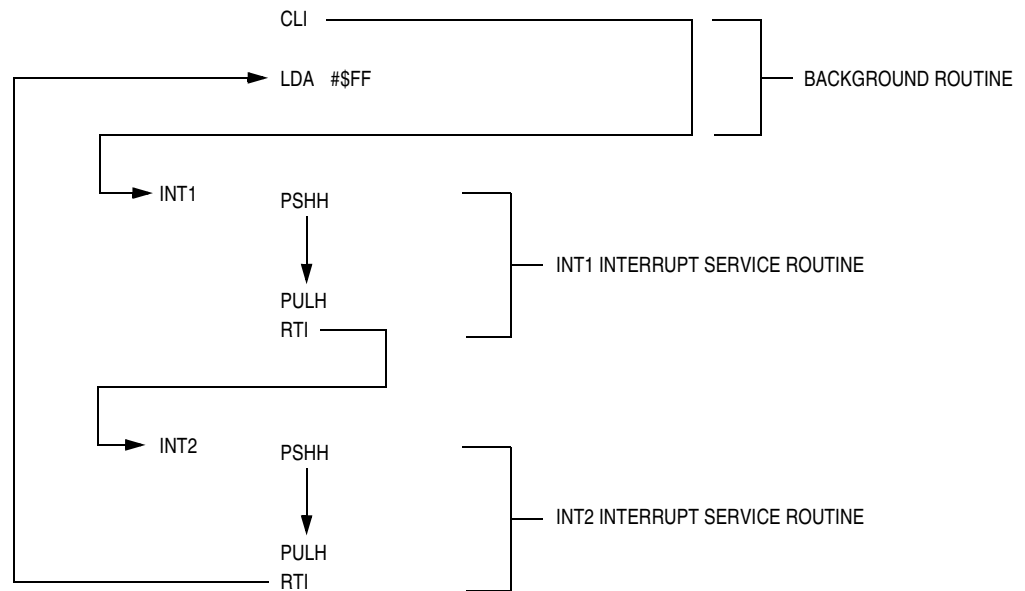 CLI
LDA #$FF
BACKGROUND ROUTINE
INT1
PSHH
INT1 INTERRUPT SERVICE ROUTINE
PULH
RTI
INT2
PSHH
INT2 INTERRUPT SERVICE ROUTINE
PULH
RTI